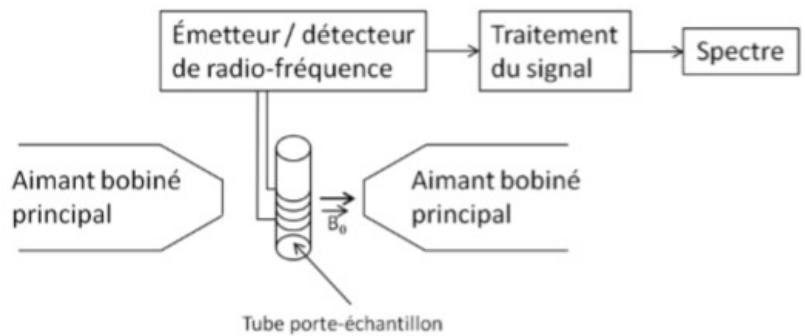 Émetteur / détecteur
de radio-fréquence
Traitement
du signal
Spectre
Aimant bobiné
principal
B₀
Aimant bobiné
principal
Tube porte-échantillon